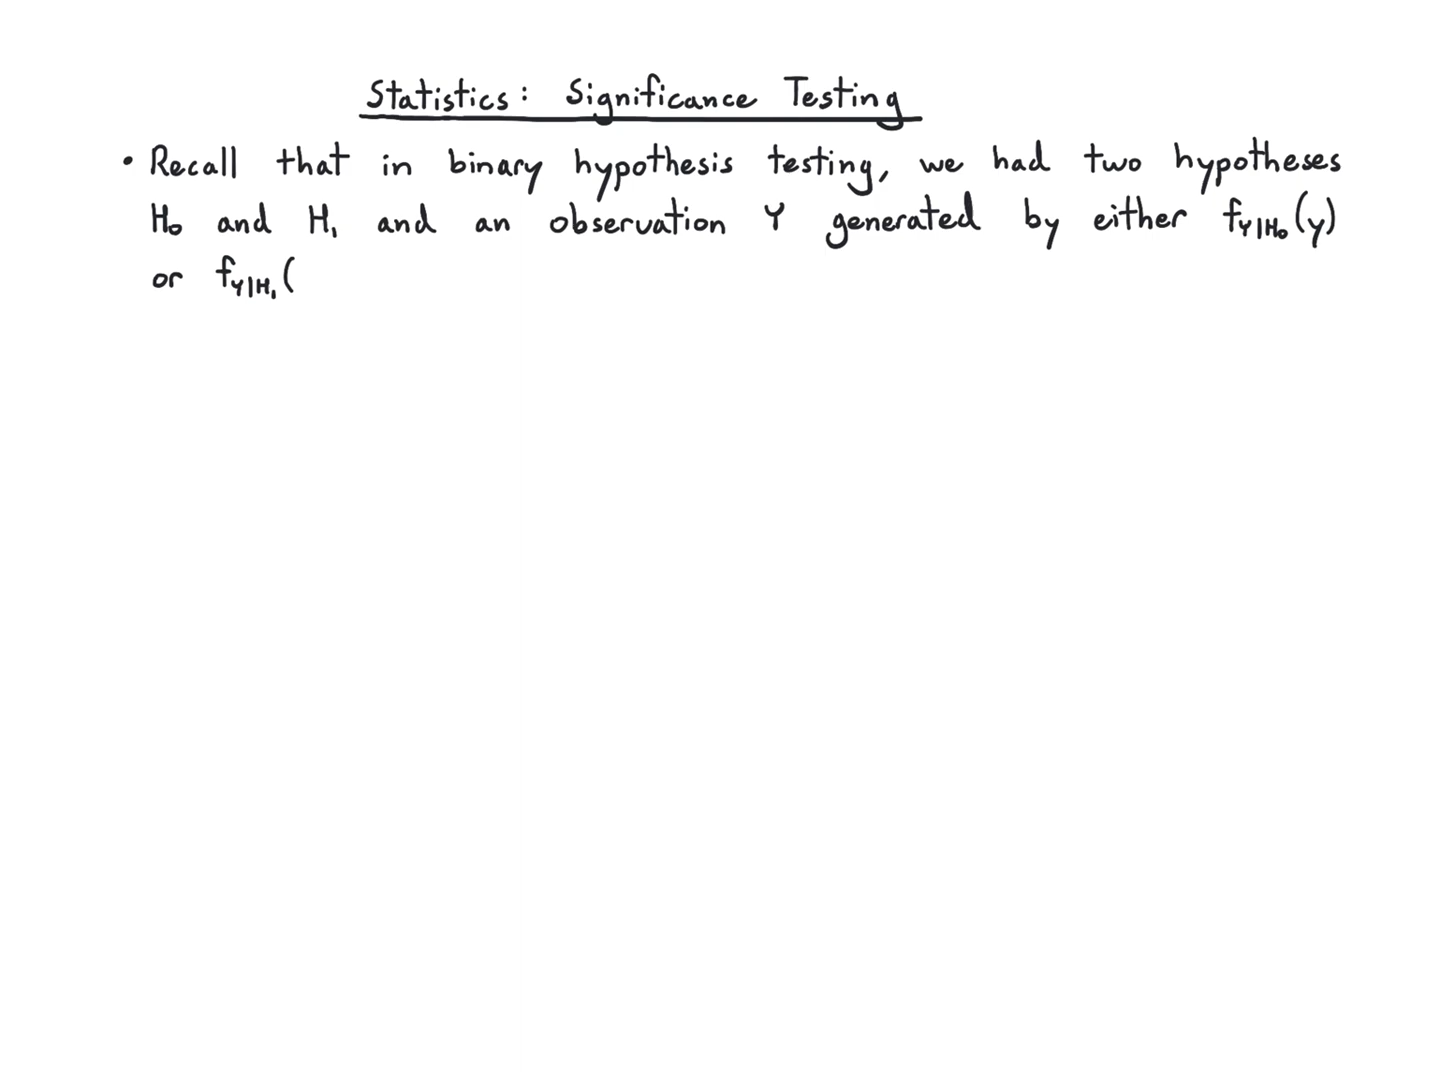 Statistics: Significance Testing
• Recall that in binary hypothesis testing, we had two hypotheses
H₀ and H₁ and an observation Y generated by either f_{Y|H₀}(y)
or f_{Y|H₁}(